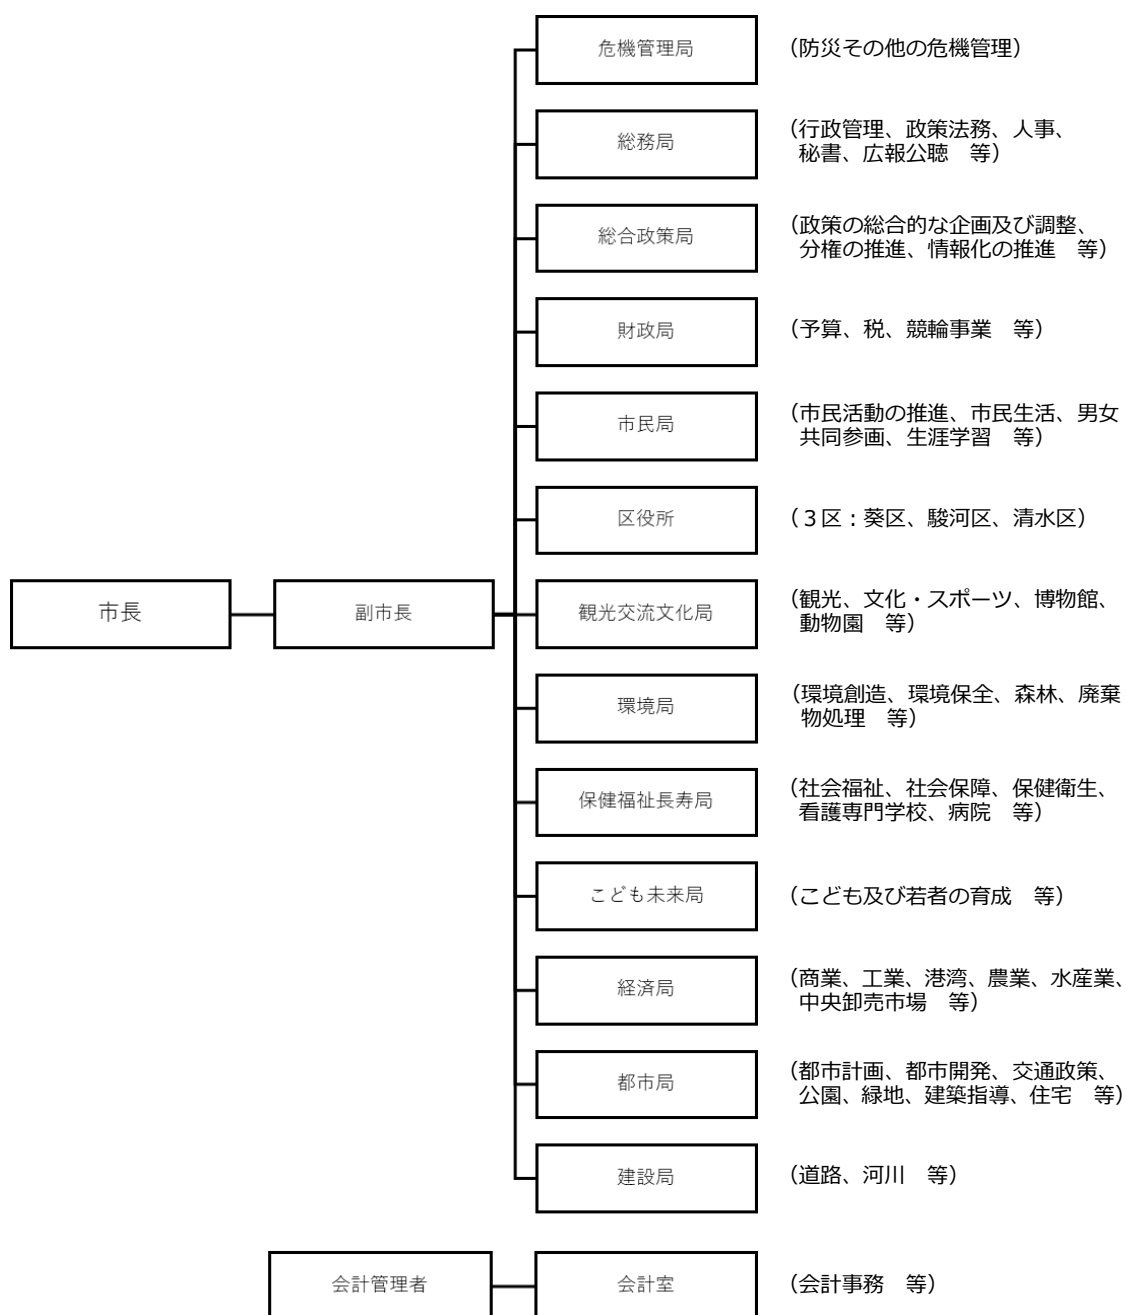 危機管理局
（防災その他の危機管理）
総務局
（行政管理、政策法務、人事、
秘書、広報公聴　等）
総合政策局
（政策の総合的な企画及び調整、
分権の推進、情報化の推進　等）
財政局
（予算、税、競輪事業　等）
市民局
（市民活動の推進、市民生活、男女
共同参画、生涯学習　等）
区役所
（３区：葵区、駿河区、清水区）
市長
副市長
観光交流文化局
（観光、文化・スポーツ、博物館、
動物園　等）
環境局
（環境創造、環境保全、森林、廃棄
物処理　等）
保健福祉長寿局
（社会福祉、社会保障、保健衛生、
看護専門学校、病院　等）
こども未来局
（こども及び若者の育成　等）
経済局
（商業、工業、港湾、農業、水産業、
中央卸売市場　等）
都市局
（都市計画、都市開発、交通政策、
公園、緑地、建築指導、住宅　等）
建設局
（道路、河川　等）
会計管理者
会計室
（会計事務　等）